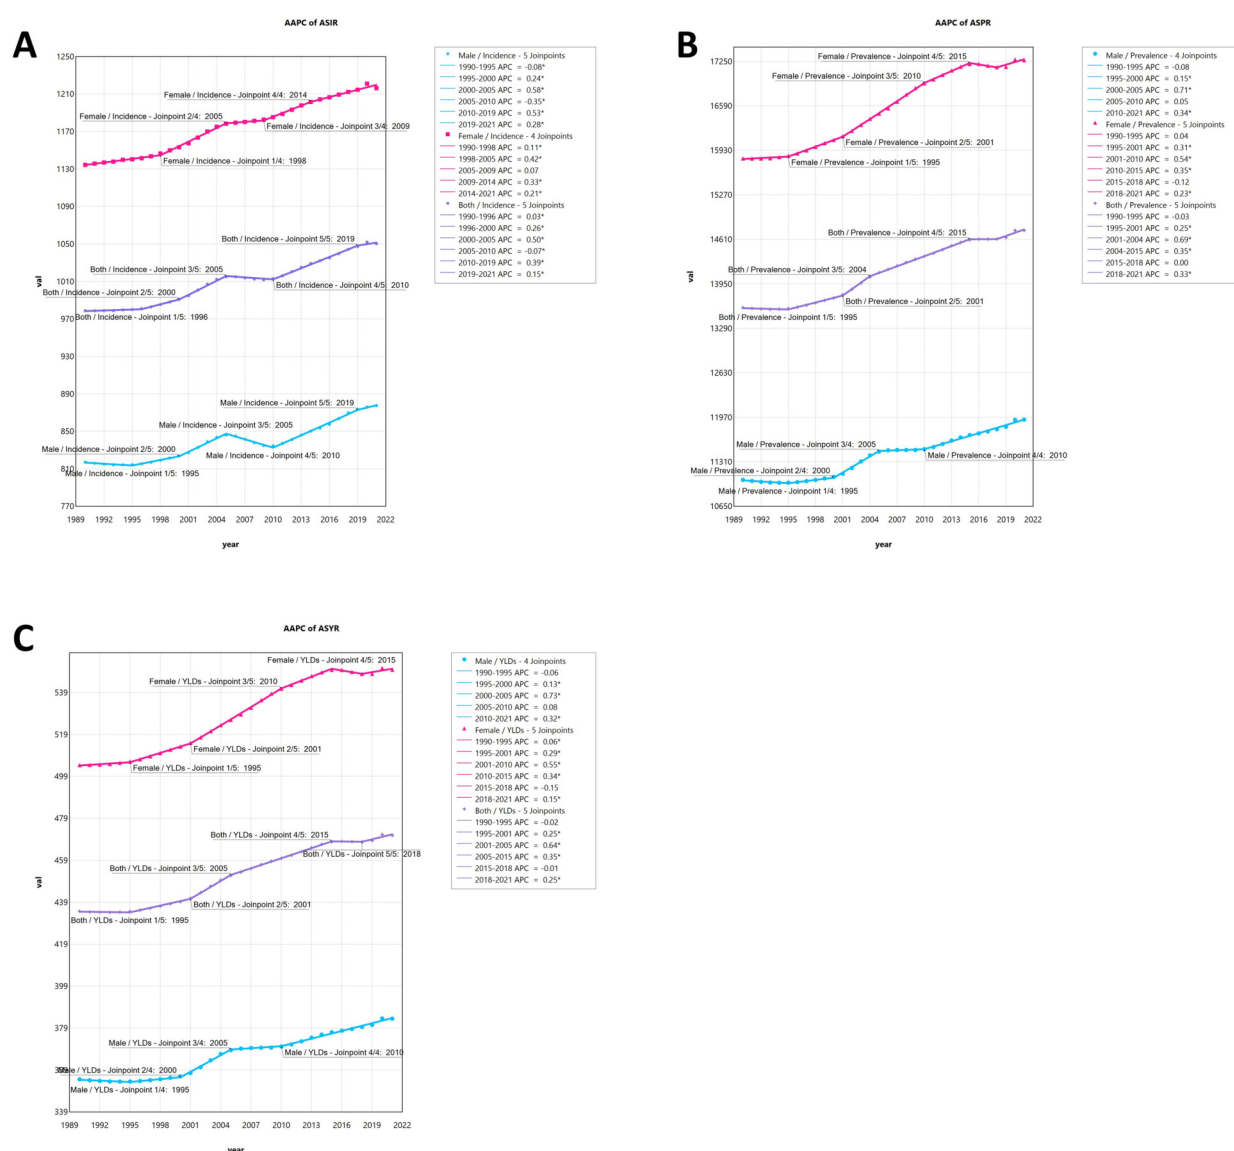 A
AAPC of ASIR
1250
1210
1170
1130
1090
1050
1010
970
930
890
850
810
770
val
1989 1992 1995 1998 2001 2004 2007 2010 2013 2016 2019 2022
year
Female / Incidence - Joinpoint 4/4: 2014
Female / Incidence - Joinpoint 2/4: 2005
Female / Incidence - Joinpoint 3/4: 2009
Female / Incidence - Joinpoint 1/4: 1998
Both / Incidence - Joinpoint 5/5: 2019
Both / Incidence - Joinpoint 3/5: 2005
Both / Incidence - Joinpoint 4/5: 2010
Both / Incidence - Joinpoint 2/5: 2000
Both / Incidence - Joinpoint 1/5: 1996
Male / Incidence - Joinpoint 5/5: 2019
Male / Incidence - Joinpoint 3/5: 2005
Male / Incidence - Joinpoint 2/5: 2000
Male / Incidence - Joinpoint 4/5: 2010
Male / Incidence - Joinpoint 1/5: 1995
Male / Incidence - 5 Joinpoints
1990-1995 APC = -0.08*
1995-2000 APC = 0.24*
2000-2005 APC = 0.58*
2005-2010 APC = -0.35*
2010-2019 APC = 0.53*
2019-2021 APC = 0.28*
Female / Incidence - 4 Joinpoints
1990-1998 APC = 0.11*
1998-2005 APC = 0.42*
2005-2009 APC = 0.07
2009-2014 APC = 0.33*
2014-2021 APC = 0.21*
Both / Incidence - 5 Joinpoints
1990-1996 APC = 0.03*
1996-2000 APC = 0.26*
2000-2005 APC = 0.50*
2005-2010 APC = -0.07*
2010-2019 APC = 0.39*
2019-2021 APC = 0.15*
B
AAPC of ASPR
17250
16590
15930
15270
14610
13950
13290
12630
11970
11310
10650
val
1989 1992 1995 1998 2001 2004 2007 2010 2013 2016 2019 2022
year
Female / Prevalence - Joinpoint 4/5: 2015
Female / Prevalence - Joinpoint 3/5: 2010
Female / Prevalence - Joinpoint 2/5: 2001
Female / Prevalence - Joinpoint 1/5: 1995
Both / Prevalence - Joinpoint 4/5: 2015
Both / Prevalence - Joinpoint 3/5: 2004
Both / Prevalence - Joinpoint 2/5: 2001
Both / Prevalence - Joinpoint 1/5: 1995
Male / Prevalence - Joinpoint 3/4: 2005
Male / Prevalence - Joinpoint 4/4: 2010
Male / Prevalence - Joinpoint 2/4: 2000
Male / Prevalence - Joinpoint 1/4: 1995
Male / Prevalence - 4 Joinpoints
1990-1995 APC = -0.08
1995-2000 APC = 0.15*
2000-2005 APC = 0.71*
2005-2010 APC = 0.05
2010-2021 APC = 0.34*
Female / Prevalence - 5 Joinpoints
1990-1995 APC = 0.04
1995-2001 APC = 0.31*
2001-2010 APC = 0.54*
2010-2015 APC = 0.35*
2015-2018 APC = -0.12
2018-2021 APC = 0.23*
Both / Prevalence - 5 Joinpoints
1990-1995 APC = -0.03
1995-2001 APC = 0.25*
2001-2004 APC = 0.69*
2004-2015 APC = 0.35*
2015-2018 APC = 0.00
2018-2021 APC = 0.33*
C
AAPC of ASYR
539
519
499
479
459
439
419
399
379
339
val
1989 1992 1995 1998 2001 2004 2007 2010 2013 2016 2019 2022
year
Female / YLDs - Joinpoint 4/5: 2015
Female / YLDs - Joinpoint 3/5: 2010
Female / YLDs - Joinpoint 2/5: 2001
Female / YLDs - Joinpoint 1/5: 1995
Both / YLDs - Joinpoint 4/5: 2015
Both / YLDs - Joinpoint 5/5: 2018
Both / YLDs - Joinpoint 3/5: 2005
Both / YLDs - Joinpoint 2/5: 2001
Both / YLDs - Joinpoint 1/5: 1995
Male / YLDs - Joinpoint 3/4: 2005
Male / YLDs - Joinpoint 4/4: 2010
Male / YLDs - Joinpoint 2/4: 2000
Male / YLDs - Joinpoint 1/4: 1995
Male / YLDs - 4 Joinpoints
1990-1995 APC = -0.06
1995-2000 APC = 0.13*
2000-2005 APC = 0.73*
2005-2010 APC = 0.08
2010-2021 APC = 0.32*
Female / YLDs - 5 Joinpoints
1990-1995 APC = 0.06*
1995-2001 APC = 0.29*
2001-2010 APC = 0.55*
2010-2015 APC = 0.34*
2015-2018 APC = -0.15
2018-2021 APC = 0.15*
Both / YLDs - 5 Joinpoints
1990-1995 APC = -0.02
1995-2001 APC = 0.25*
2001-2005 APC = 0.64*
2005-2015 APC = 0.35*
2015-2018 APC = -0.01
2018-2021 APC = 0.25*